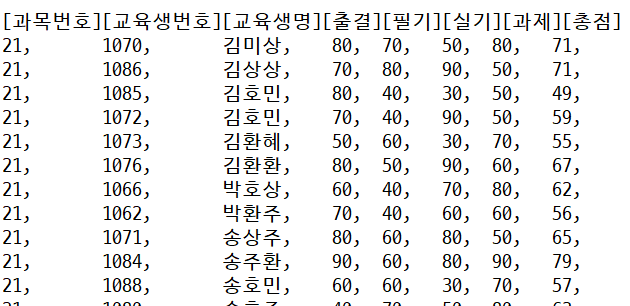 [과목번호][교육생번호][교육생명][출결][필기][실기][과제][총점]
21, 1070, 김미상, 80, 70, 50, 80, 71,
21, 1086, 김상상, 70, 80, 90, 50, 71,
21, 1085, 김호민, 80, 40, 30, 50, 49,
21, 1072, 김호민, 70, 40, 90, 50, 59,
21, 1073, 김환혜, 50, 60, 30, 70, 55,
21, 1076, 김환환, 80, 50, 90, 60, 67,
21, 1066, 박호상, 60, 40, 70, 80, 62,
21, 1062, 박환주, 70, 40, 60, 60, 56,
21, 1071, 송상주, 80, 60, 80, 50, 65,
21, 1084, 송주환, 90, 60, 80, 90, 79,
21, 1088, 송호민, 60, 60, 30, 70, 57,